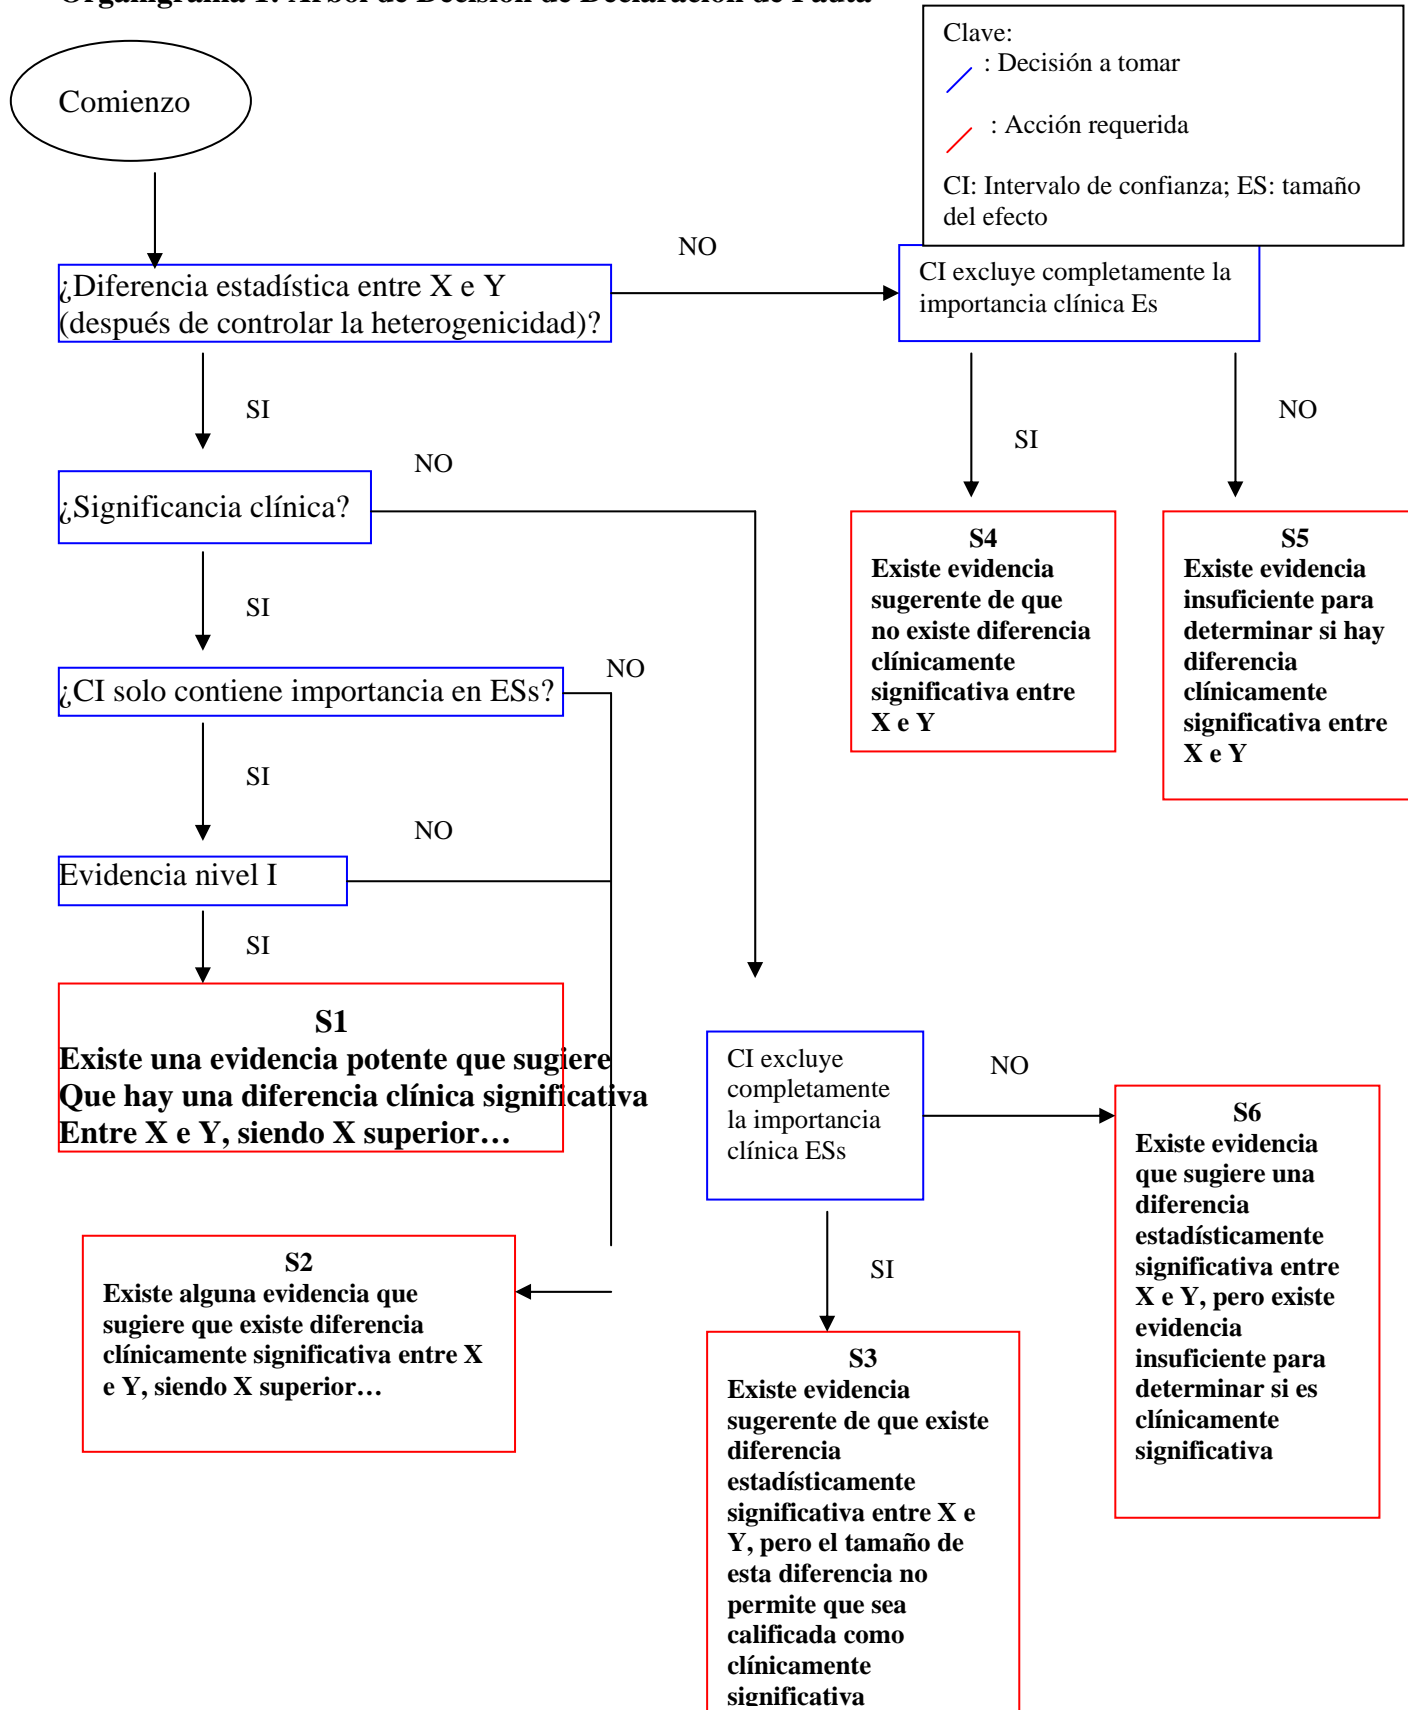 Organigrama 1: Árbol de Decisión de Declaración de Pauta
Clave:
: Decisión a tomar
: Acción requerida
CI: Intervalo de confianza; ES: tamaño
del efecto
Comienzo
NO
¿Diferencia estadística entre X e Y
(después de controlar la heterogenicidad)?
CI excluye completamente la
importancia clínica Es
SI
NO
SI
NO
¿Significancia clínica?
S4
Existe evidencia
sugerente de que
no existe diferencia
clínicamente
significativa entre
X e Y
S5
Existe evidencia
insuficiente para
determinar si hay
diferencia
clínicamente
significativa entre
X e Y
SI
NO
¿CI solo contiene importancia en ESs?
SI
NO
Evidencia nivel I
SI
S1
Existe una evidencia potente que sugiere
Que hay una diferencia clínica significativa
Entre X e Y, siendo X superior…
CI excluye
completamente
la importancia
clínica ESs
NO
S6
Existe evidencia
que sugiere una
diferencia
estadísticamente
significativa entre
X e Y, pero existe
evidencia
insuficiente para
determinar si es
clínicamente
significativa
SI
S2
Existe alguna evidencia que
sugiere que existe diferencia
clínicamente significativa entre X
e Y, siendo X superior…
S3
Existe evidencia
sugerente de que existe
diferencia
estadísticamente
significativa entre X e
Y, pero el tamaño de
esta diferencia no
permite que sea
calificada como
clínicamente
significativa